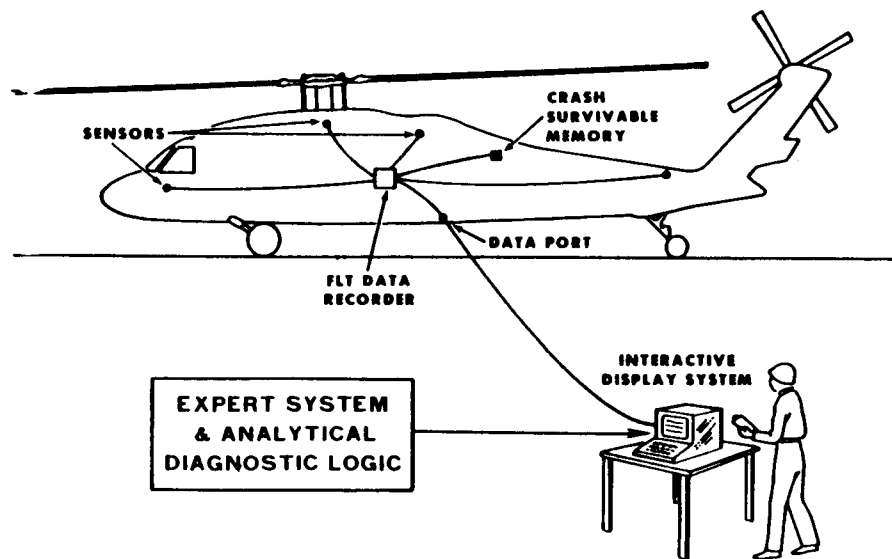 CRASH
SURVIVABLE
MEMORY
SENSORS
DATA PORT
FLT DATA
RECORDER
INTERACTIVE
DISPLAY SYSTEM
EXPERT SYSTEM
& ANALYTICAL
DIAGNOSTIC LOGIC